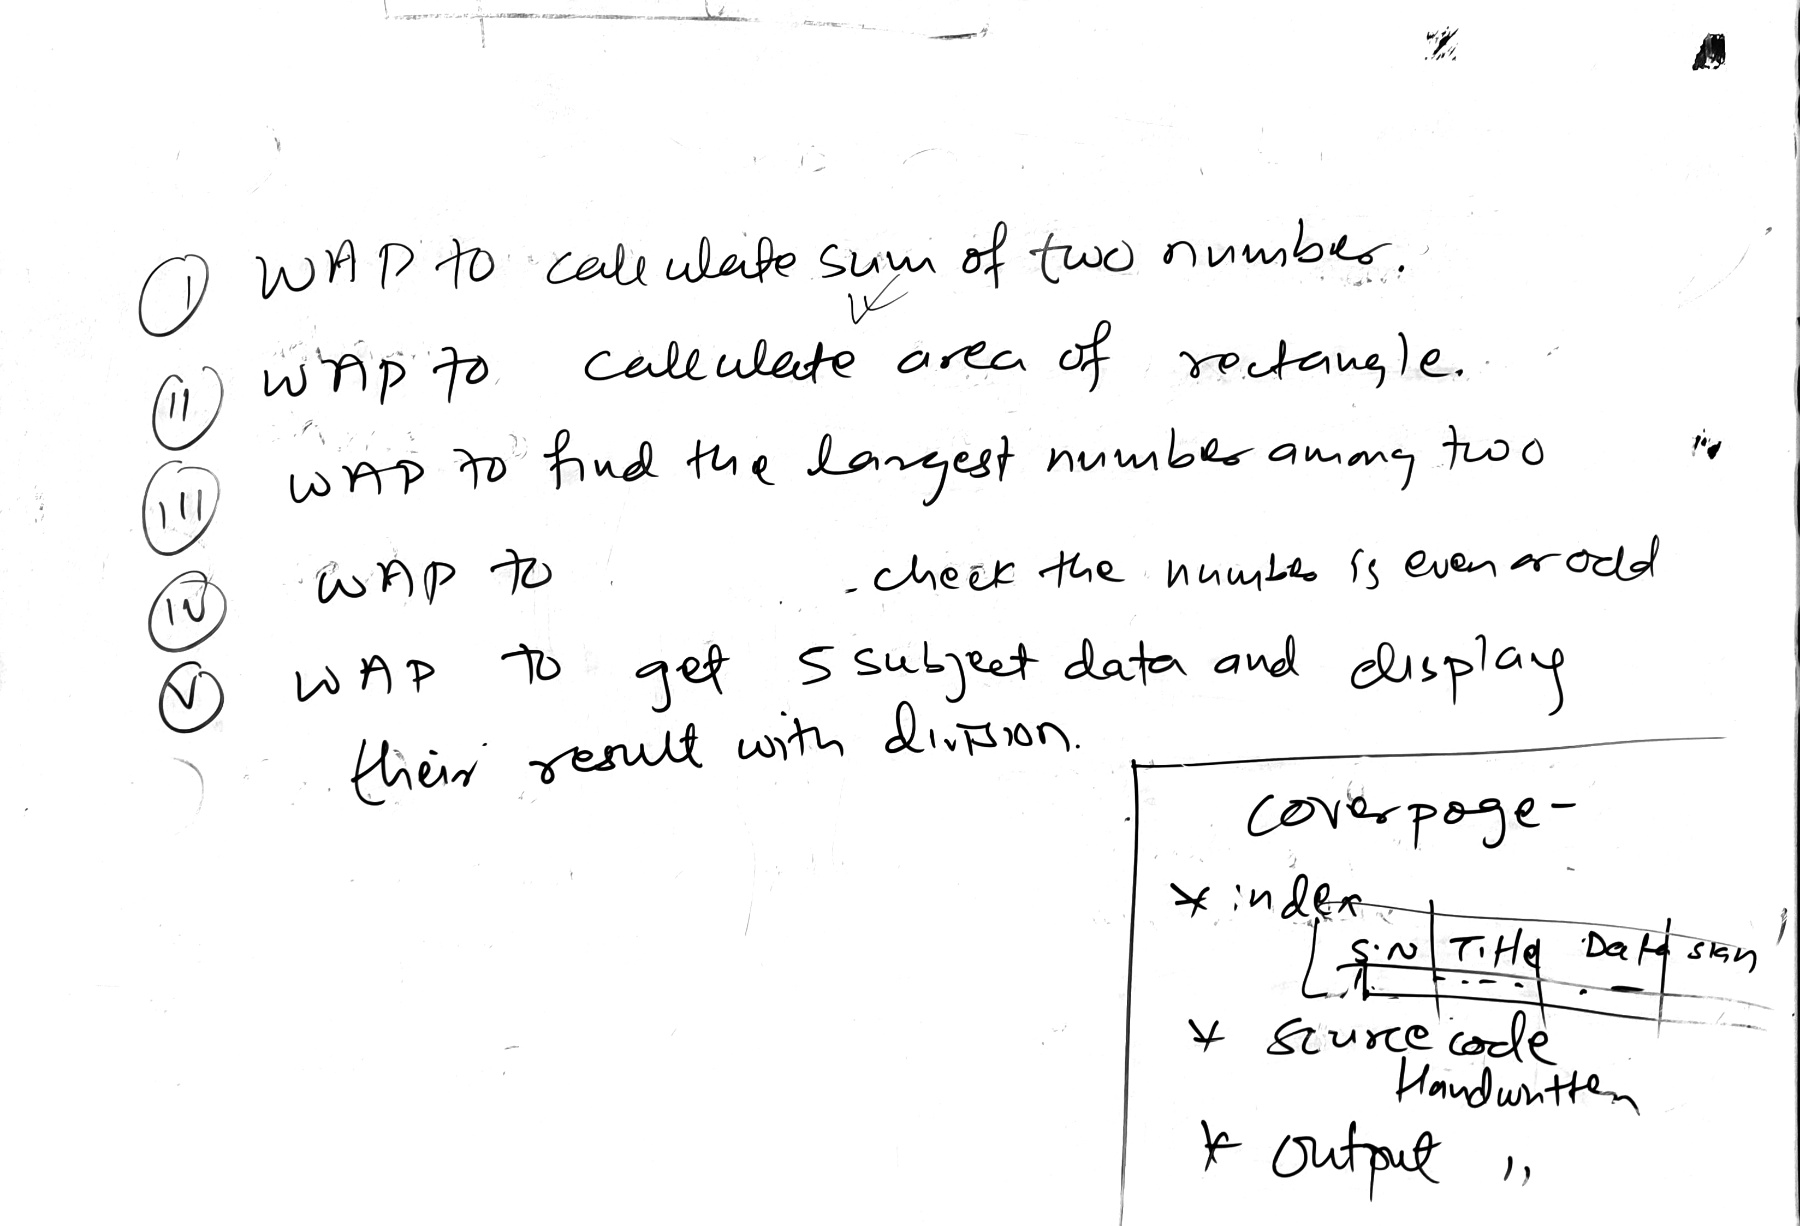 I WAP to calculate sum of two number.
II WAP to calculate area of rectangle.
III WAP to find the largest number among two
IV WAP to check the number is even or odd
V WAP to get 5 subject data and display
their result with division.
Coverpage-
* index
S.N Title Date sign
1. .--. . -
* Source code
Handwritten
* Output ,,